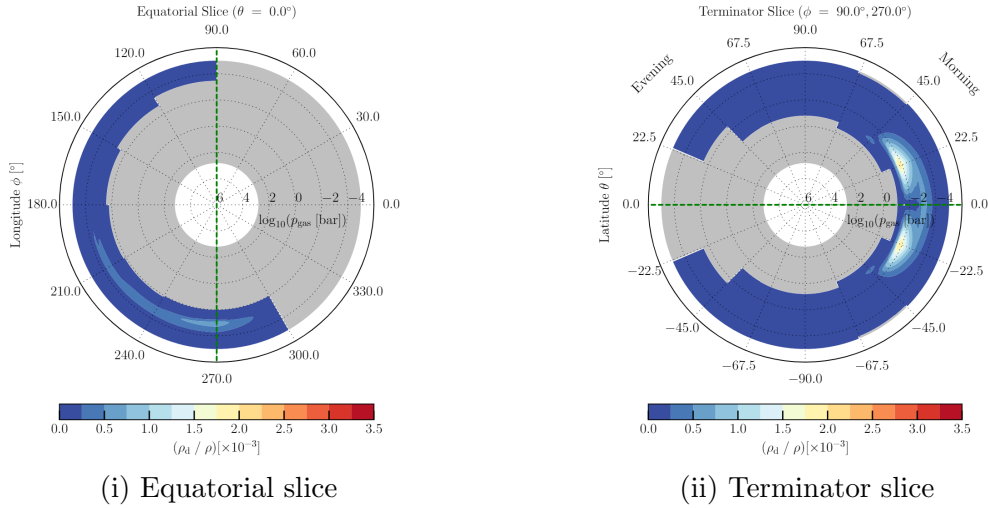 Equatorial Slice (θ = 0.0°)
90.0
120.0
60.0
150.0
30.0
Longitude ϕ [°]
180.0
0.0
6 4 2 0 −2 −4
log₁₀(p_gas [bar])
210.0
330.0
240.0
300.0
270.0
0.0 0.5 1.0 1.5 2.0 2.5 3.0 3.5
(ρ_d / ρ)[×10⁻³]
(i) Equatorial slice
Terminator Slice (ϕ = 90.0°, 270.0°)
90.0
67.5
67.5
Evening
Morning
45.0
45.0
22.5
22.5
Latitude θ [°]
0.0
0.0
6 4 2 0 −2 −4
log₁₀(p_gas [bar])
−22.5
−22.5
−45.0
−45.0
−67.5
−67.5
−90.0
0.0 0.5 1.0 1.5 2.0 2.5 3.0 3.5
(ρ_d / ρ)[×10⁻³]
(ii) Terminator slice